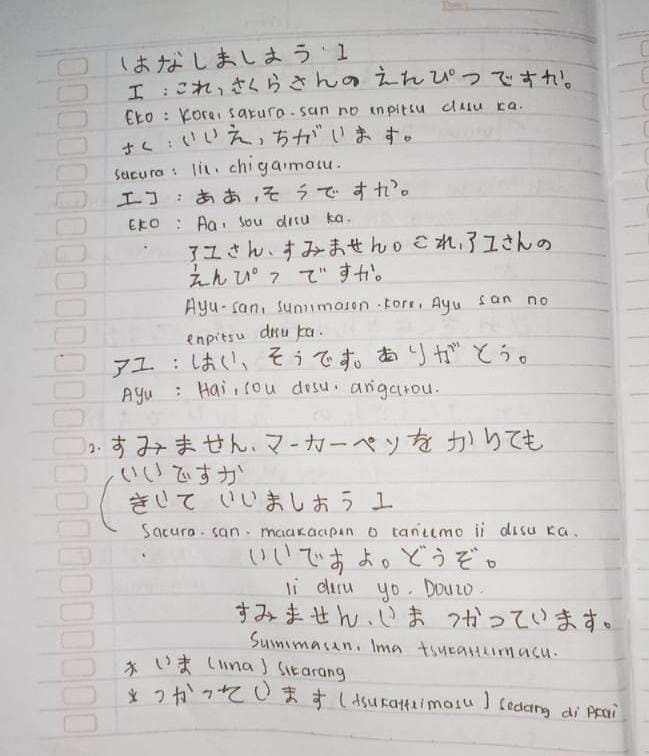 はなしましよう 1
エ : これ、さくらさんの えんぴつですか。
Eko : Kore, sakura-san no enpitsu desu ka.
さく : いいえ、ちがいます。
sakura : Iie, chigaimasu.
エコ : ああ、そうですか。
EKO : Aa, sou desu ka.
アユさん、すみません。これ、アユさんの
えんぴつですか。
Ayu-san, sumimasen. kore, Ayu san no
enpitsu desu ka.
アユ : はい、そうです。ありがとう。
Ayu : Hai, sou desu. arigatou.
2. すみません、マーカーペンを かりても
いいですか
きいて いいましょう 1
Sakura-san. maakaapen o karitemo ii desu ka.
いいですよ。どうぞ。
Ii desu yo. Douzo.
すみません、いま つかっています。
Sumimasen, Ima tsukatteimasu.
* いま (ima) sekarang
* つかっています (tsukatteimasu) sedang di pakai